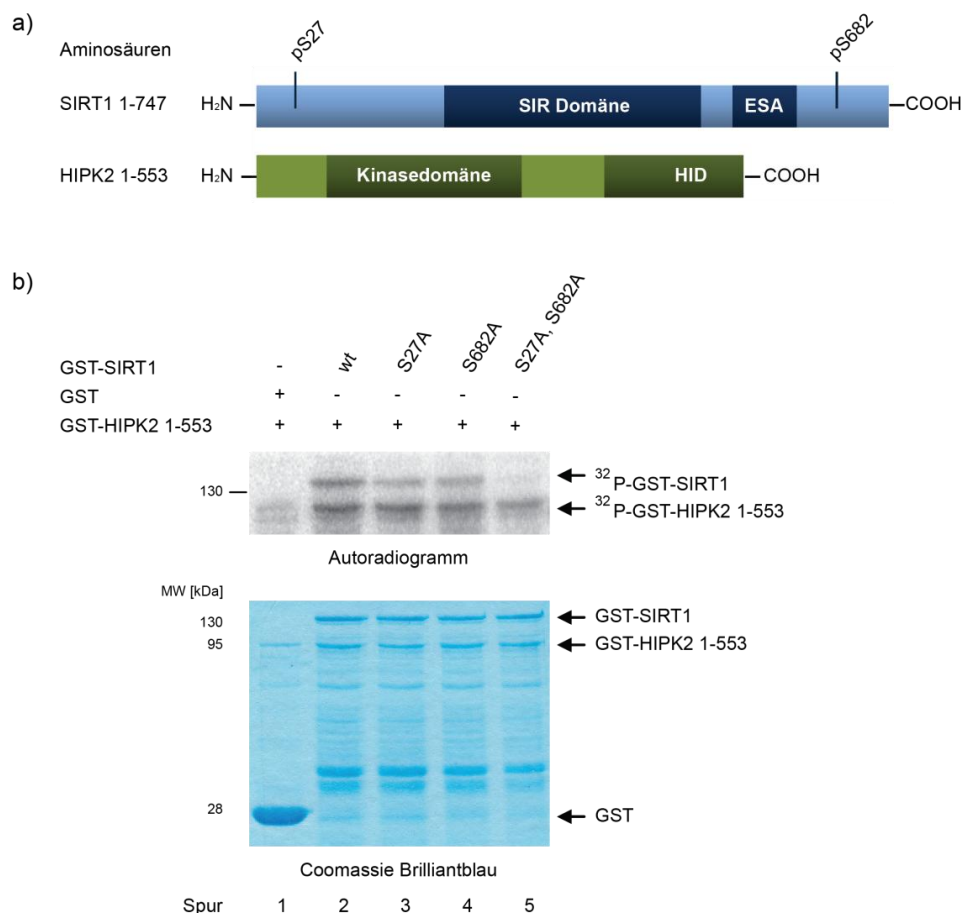 a)
Aminosäuren pS27 pS682
SIRT1 1-747 H₂N SIR Domäne ESA COOH
HIPK2 1-553 H₂N Kinasedomäne HID COOH
b)
GST-SIRT1 - wt S27A S682A S27A, S682A
GST + - - - -
GST-HIPK2 1-553 + + + + +
130 ³²P-GST-SIRT1
³²P-GST-HIPK2 1-553
Autoradiogramm
MW [kDa]
130 GST-SIRT1
95 GST-HIPK2 1-553
28 GST
Coomassie Brilliantblau
Spur 1 2 3 4 5